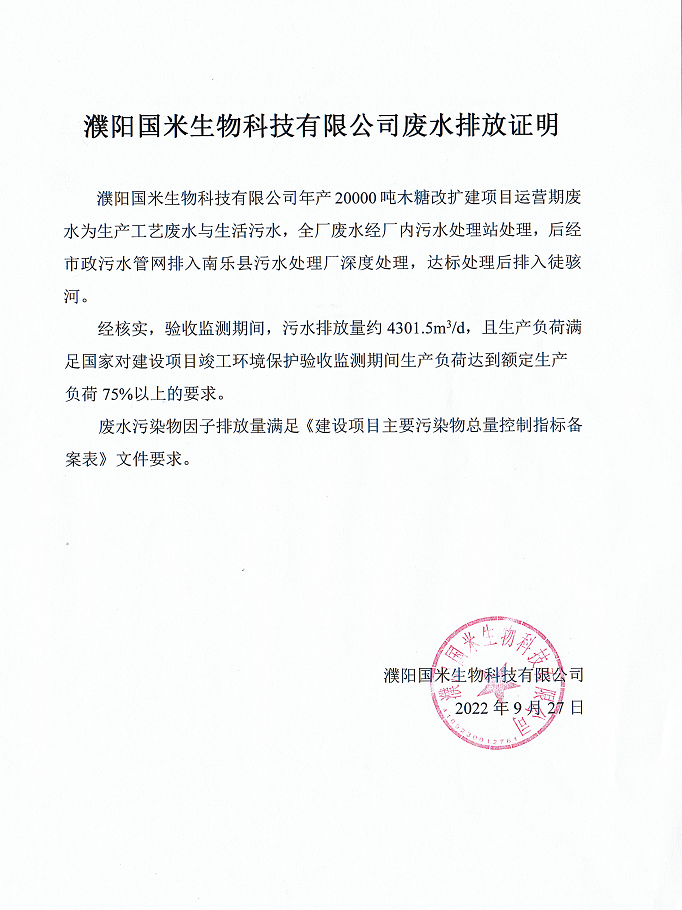 濮阳国米生物科技有限公司废水排放证明
濮阳国米生物科技有限公司年产 20000 吨木糖改扩建项目运营期废
水为生产工艺废水与生活污水，全厂废水经厂内污水处理站处理，后经
市政污水管网排入南乐县污水处理厂深度处理，达标处理后排入徒骇
河。
经核实，验收监测期间，污水排放量约 4301.5m³/d，且生产负荷满
足国家对建设项目竣工环境保护验收监测期间生产负荷达到额定生产
负荷 75%以上的要求。
废水污染物因子排放量满足《建设项目主要污染物总量控制指标备
案表》文件要求。
濮阳国米生物科技有限公司
2022 年 9 月 27 日
濮阳国米生物科技有限公司